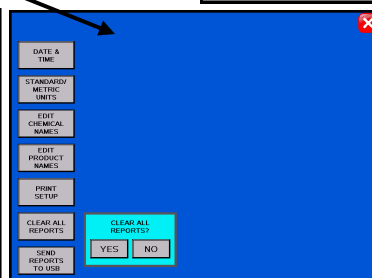 DATE &
TIME
STANDARD/
METRIC
UNITS
EDIT
CHEMICAL
NAMES
EDIT
PRODUCT
NAMES
PRINT
SETUP
CLEAR ALL
REPORTS
CLEAR ALL
REPORTS?
YES NO
SEND
REPORTS
TO USB